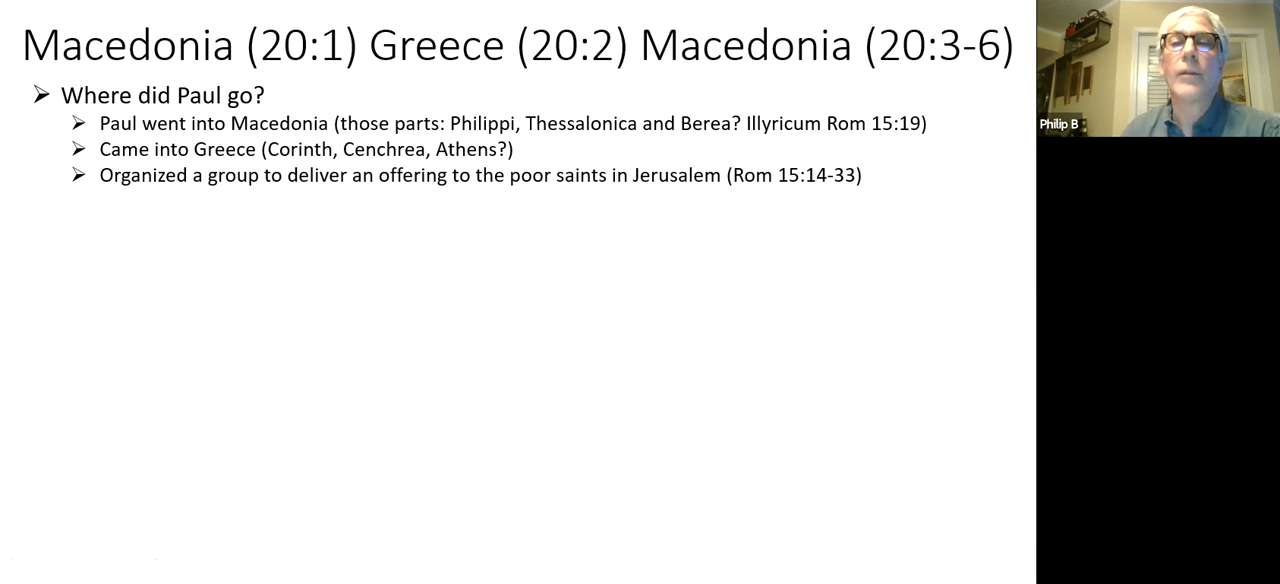 Macedonia (20:1) Greece (20:2) Macedonia (20:3-6)
Where did Paul go?
Paul went into Macedonia (those parts: Philippi, Thessalonica and Berea? Illyricum Rom 15:19)
Came into Greece (Corinth, Cenchrea, Athens?)
Organized a group to deliver an offering to the poor saints in Jerusalem (Rom 15:14-33)
Philip B